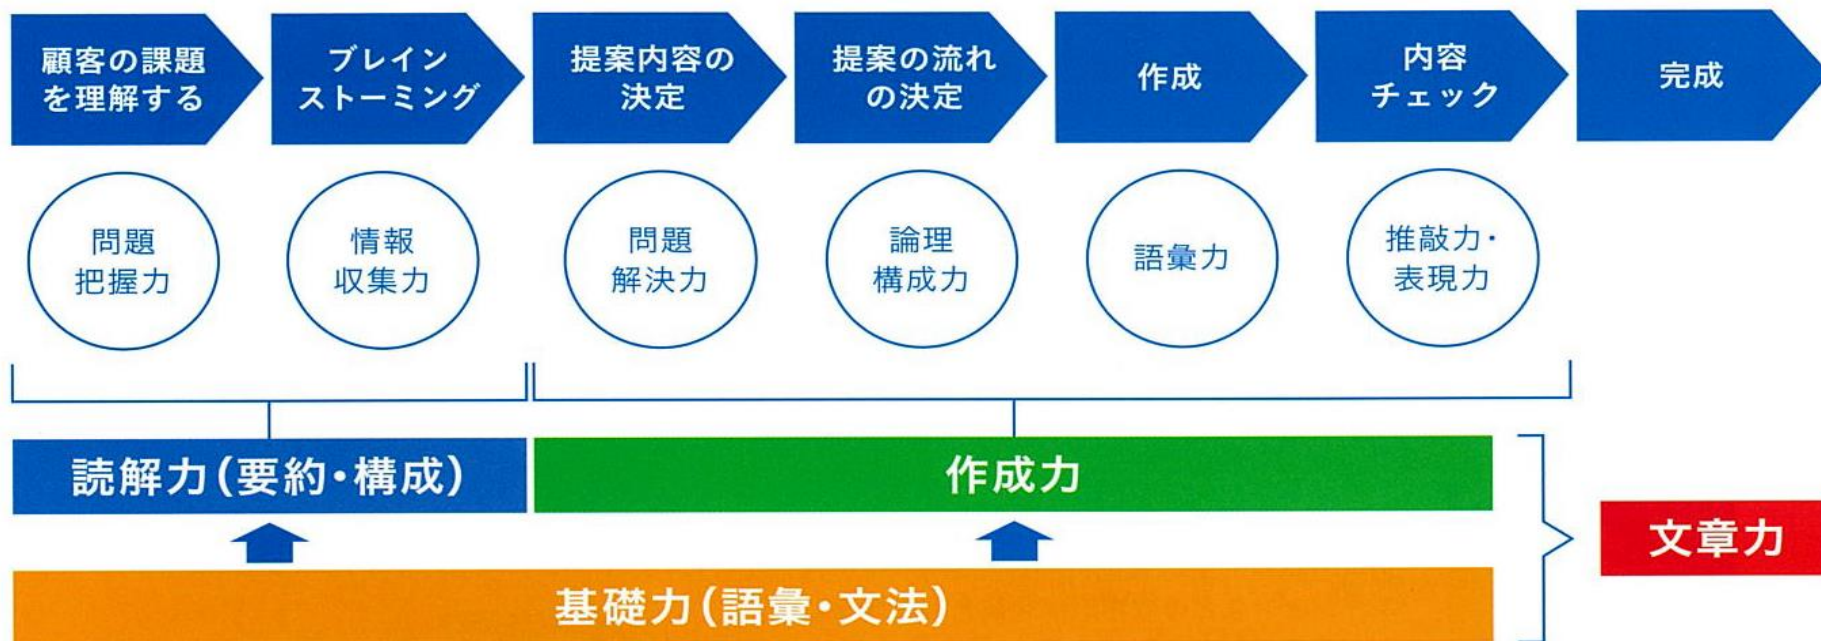 顧客の課題
を理解する
ブレイン
ストーミング
提案内容の
決定
提案の流れ
の決定
作成
内容
チェック
完成
問題
把握力
情報
収集力
問題
解決力
論理
構成力
語彙力
推敲力・
表現力
読解力(要約・構成)
作成力
文章力
基礎力(語彙・文法)